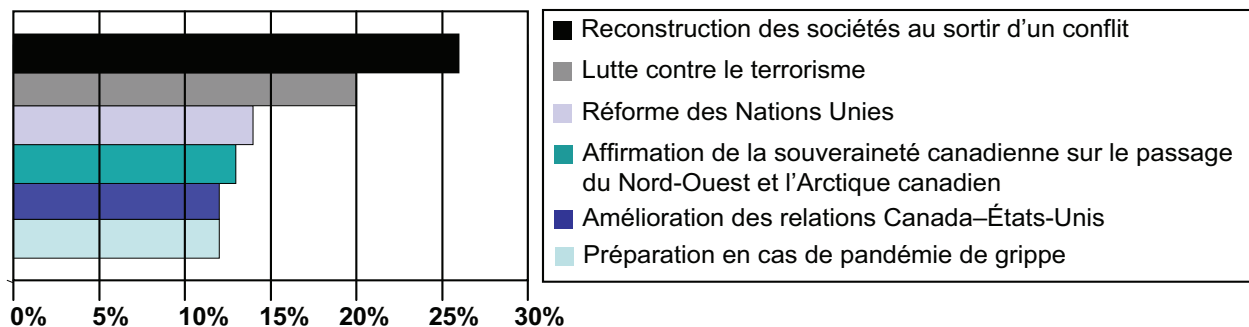 Reconstruction des sociétés au sortir d’un conflit
Lutte contre le terrorisme
Réforme des Nations Unies
Affirmation de la souveraineté canadienne sur le passage
du Nord-Ouest et l’Arctique canadien
Amélioration des relations Canada–États-Unis
Préparation en cas de pandémie de grippe
0% 5% 10% 15% 20% 25% 30%